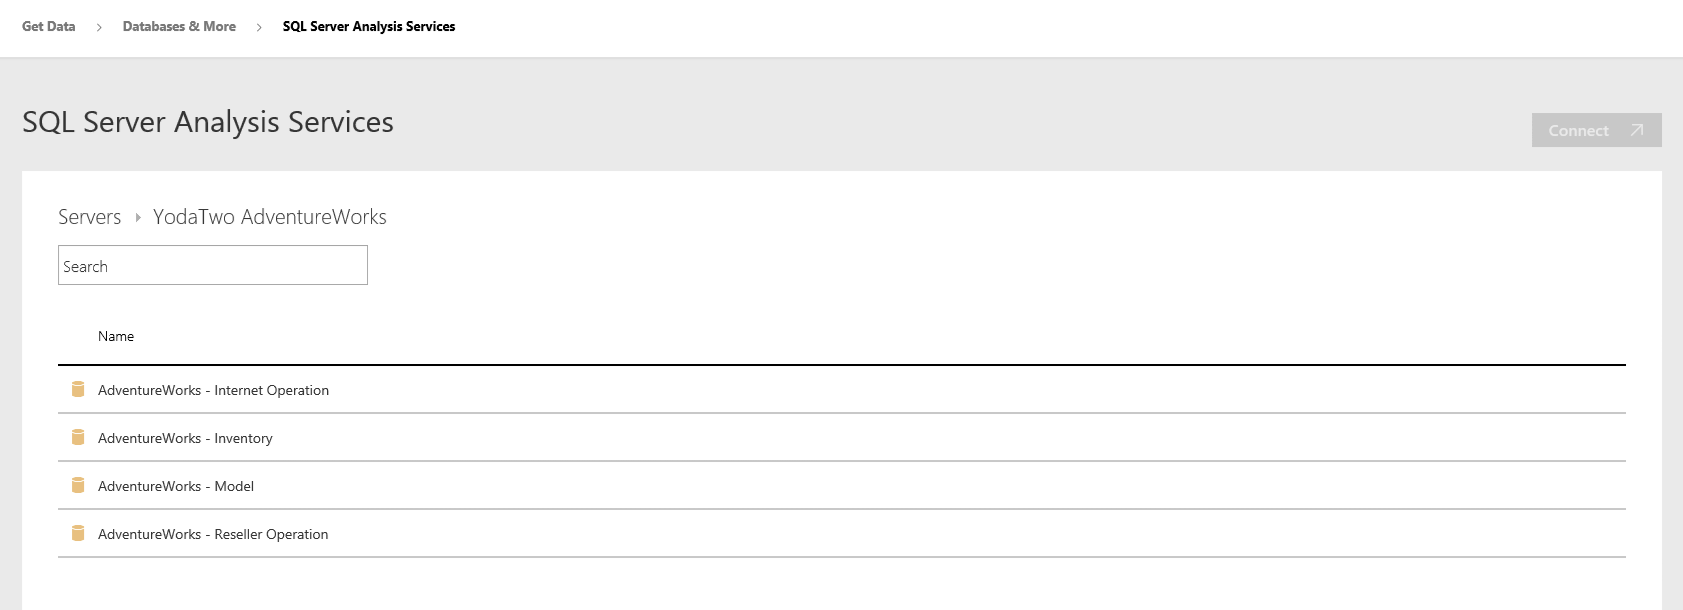 Get Data > Databases & More > SQL Server Analysis Services
SQL Server Analysis Services
Connect
Servers YodaTwo AdventureWorks
Search
Name
AdventureWorks - Internet Operation
AdventureWorks - Inventory
AdventureWorks - Model
AdventureWorks - Reseller Operation